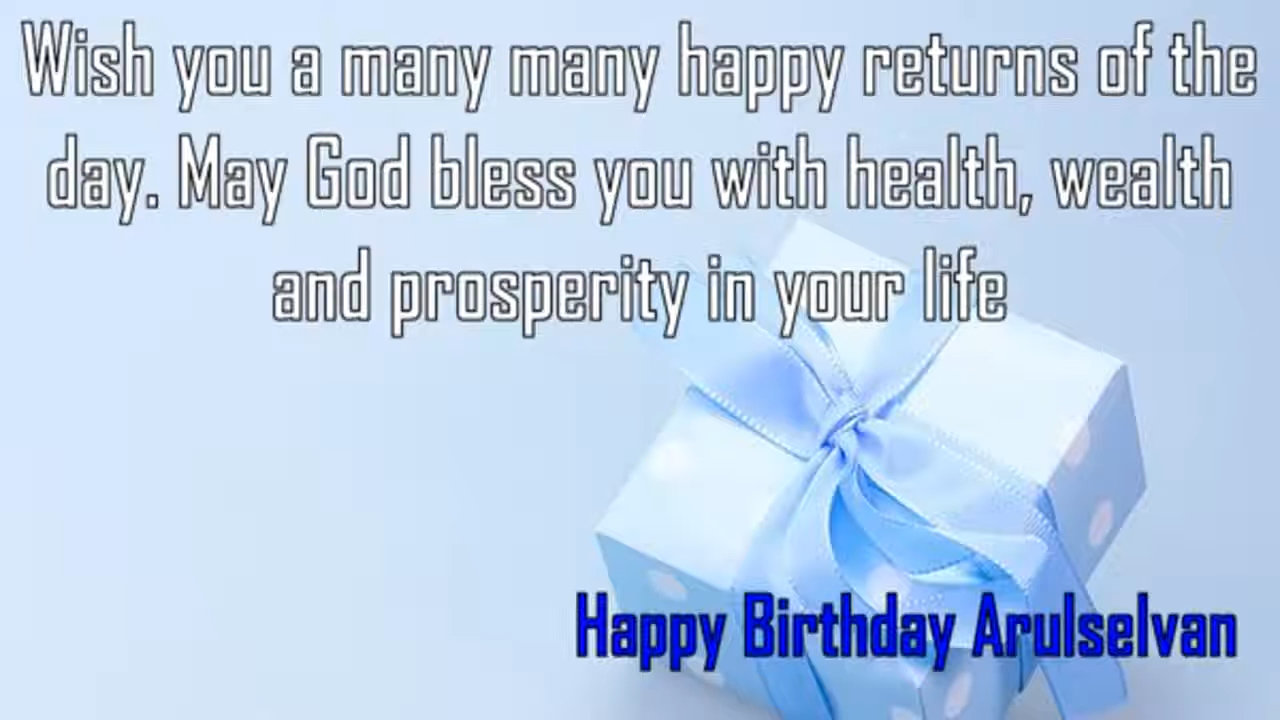 Wish you a many many happy returns of the
day. May God bless you with health, wealth
and prosperity in your life
Happy Birthday Arulselvan